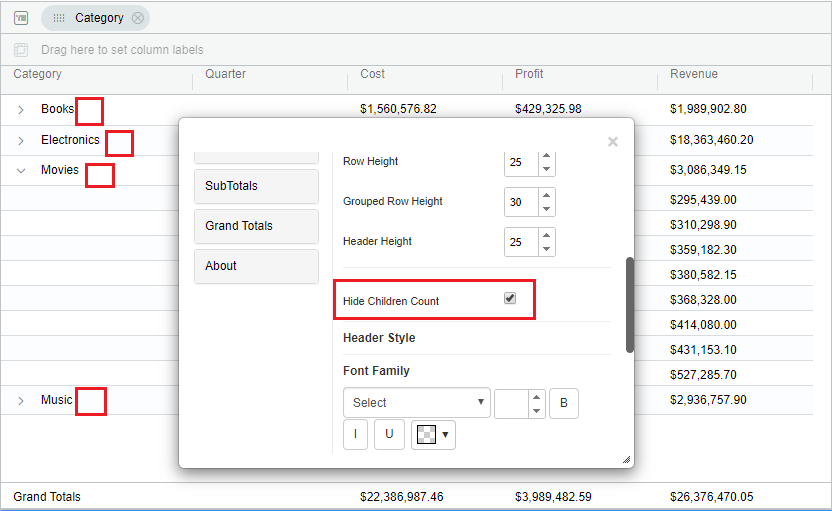 Category
Drag here to set column labels
Category Quarter Cost Profit Revenue
Books $1,560,576.82 $429,325.98 $1,989,902.80
Electronics $18,363,460.20
Movies $3,086,349.15
$295,439.00
$310,298.90
$359,182.30
$380,582.15
$368,328.00
$414,080.00
$431,153.10
$527,285.70
Music $2,936,757.90
Grand Totals $22,386,987.46 $3,989,482.59 $26,376,470.05
×
SubTotals
Grand Totals
About
Row Height 25
Grouped Row Height 30
Header Height 25
Hide Children Count
Header Style
Font Family
Select B
I U